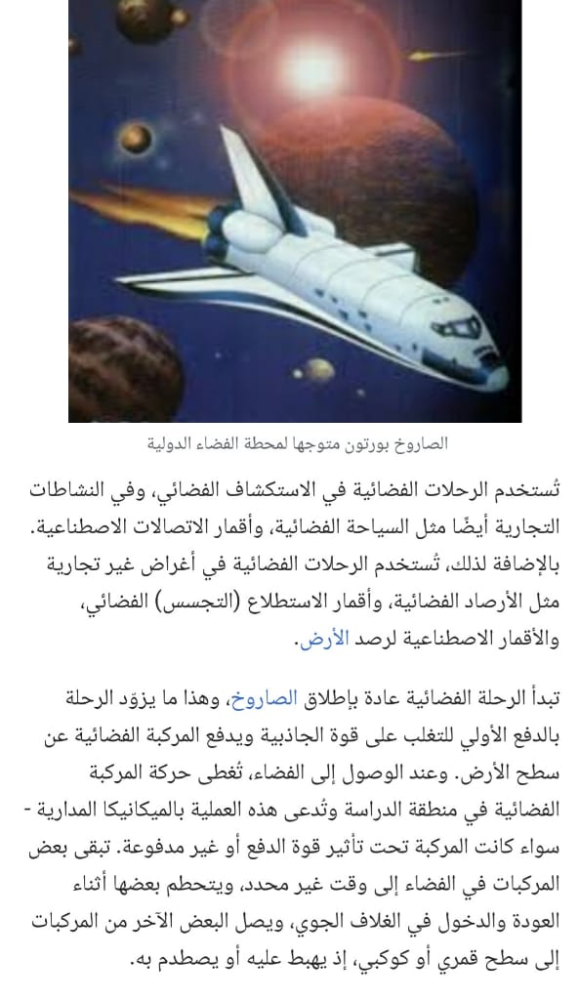 الصاروخ بورتون متوجها لمحطة الفضاء الدولية
تُستخدم الرحلات الفضائية في الاستكشاف الفضائي، وفي النشاطات
التجارية أيضًا مثل السياحة الفضائية، وأقمار الاتصالات الاصطناعية.
بالإضافة لذلك، تُستخدم الرحلات الفضائية في أغراض غير تجارية
مثل الأرصاد الفضائية، وأقمار الاستطلاع (التجسس) الفضائي،
والأقمار الاصطناعية لرصد الأرض.
تبدأ الرحلة الفضائية عادة بإطلاق الصاروخ، وهذا ما يزوّد الرحلة
بالدفع الأولي للتغلب على قوة الجاذبية ويدفع المركبة الفضائية عن
سطح الأرض. وعند الوصول إلى الفضاء، تُغطى حركة المركبة
الفضائية في منطقة الدراسة وتُدعى هذه العملية بالميكانيكا المدارية -
سواء كانت المركبة تحت تأثير قوة الدفع أو غير مدفوعة. تبقى بعض
المركبات في الفضاء إلى وقت غير محدد، ويتحطم بعضها أثناء
العودة والدخول في الغلاف الجوي، ويصل البعض الآخر من المركبات
إلى سطح قمري أو كوكبي، إذ يهبط عليه أو يصطدم به.